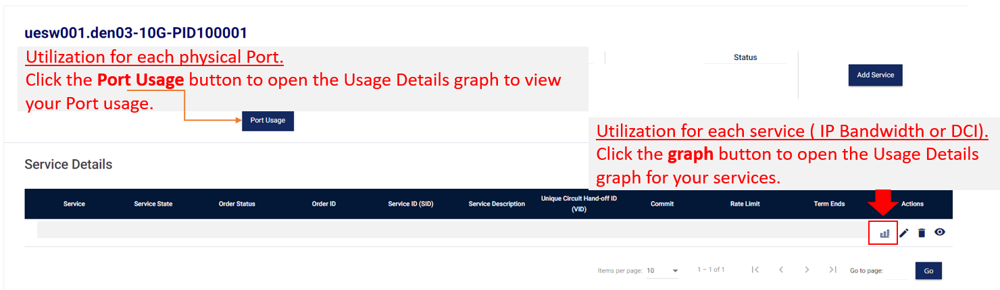 uesw001.den03-10G-PID100001
Utilization for each physical Port.
Click the Port Usage button to open the Usage Details graph to view
your Port usage.
Status
Add Service
Port Usage
Utilization for each service ( IP Bandwidth or DCI).
Click the graph button to open the Usage Details
graph for your services.
Service Details
Service Service State Order Status Order ID Service ID (SID) Service Description Unique Circuit Hand-off ID (VID) Commit Rate Limit Term Ends Actions
Items per page: 10 1 – 1 of 1 Go to page: Go